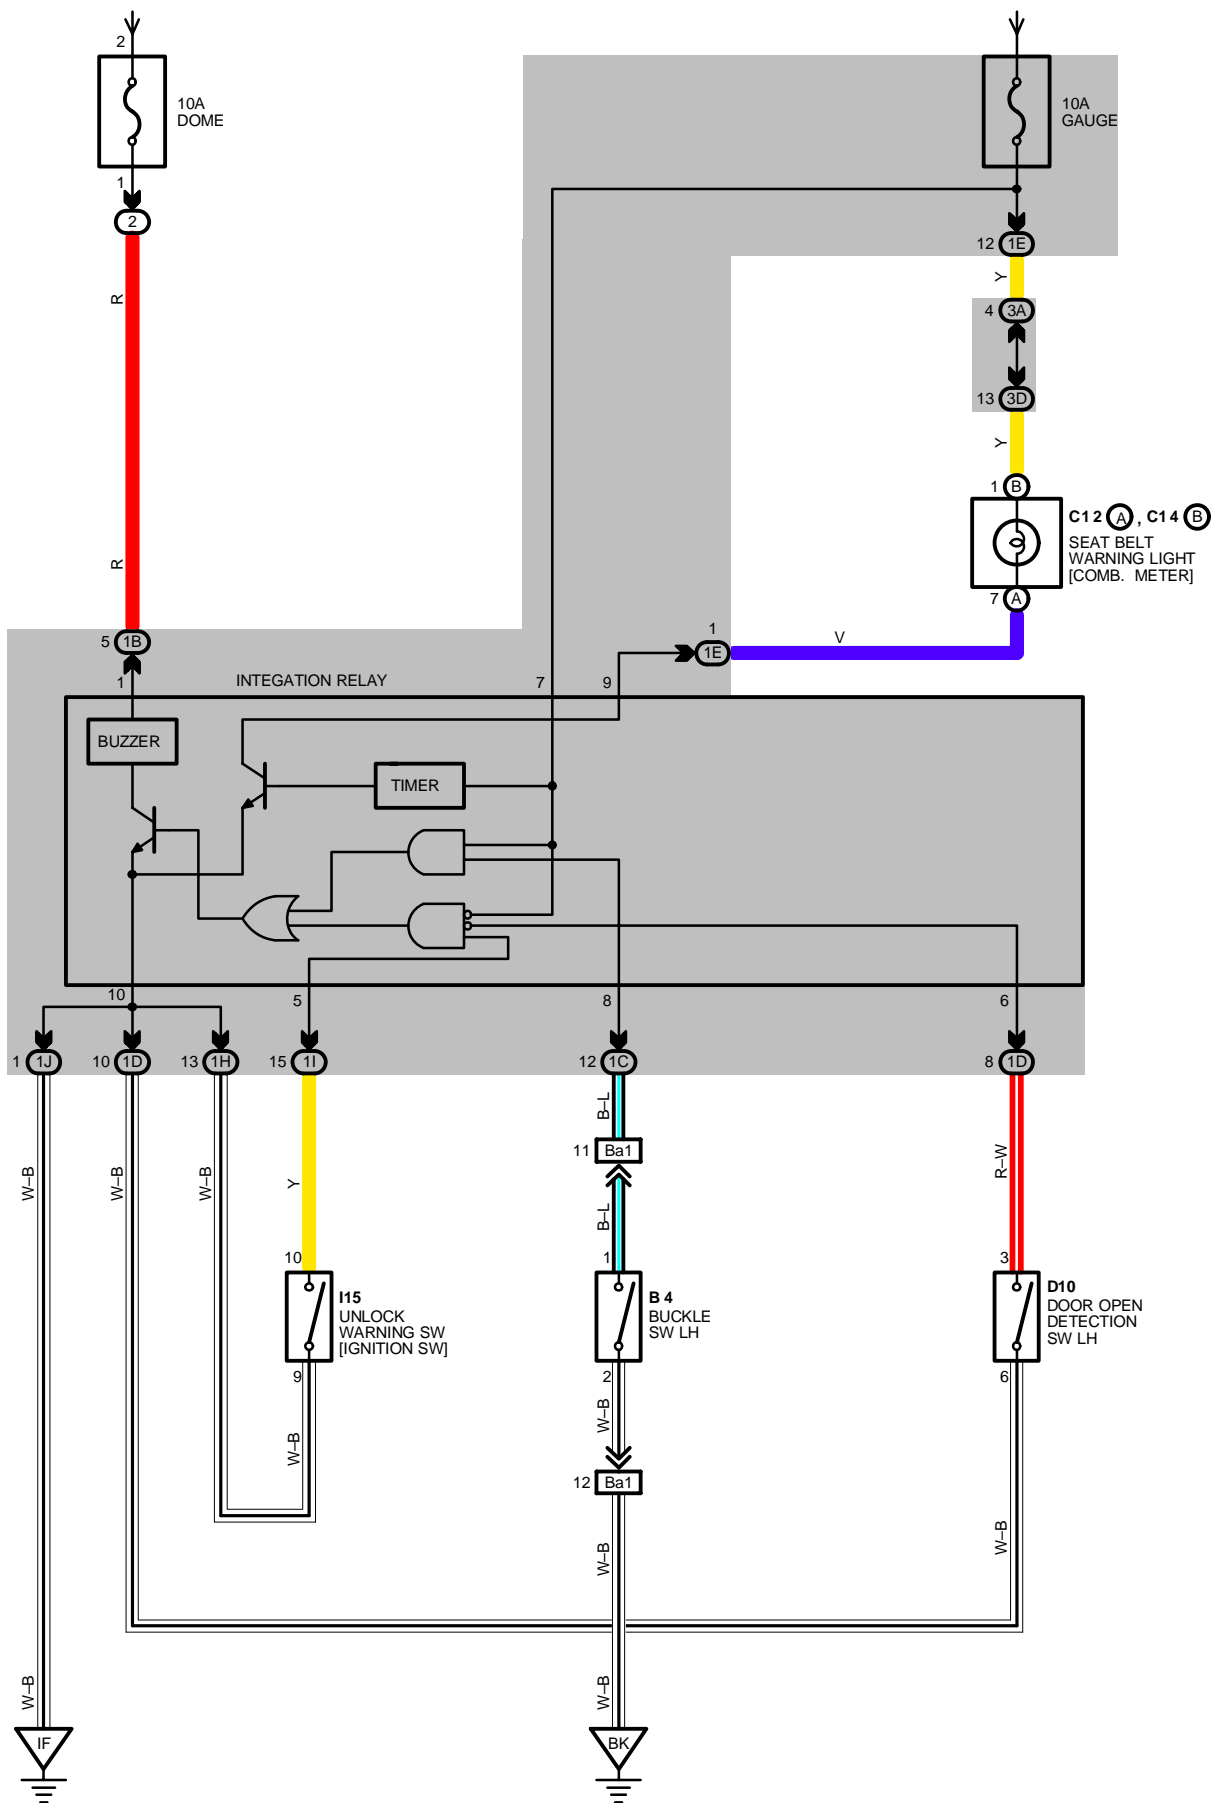 2
10A
DOME
10A
GAUGE
1
2
12 1E
R
Y
4 3A
13 3D
Y
1 B
C12 A , C14 B
SEAT BELT
WARNING LIGHT
[COMB. METER]
R
7 A
5 1B
1
1E
V
1
INTEGATION RELAY
7
9
BUZZER
TIMER
10
5
8
6
1 1J
10 1D
13 1H
15 1I
12 1C
8 1D
B–L
11 Ba1
W–B
W–B
W–B
Y
B–L
R–W
10
1
3
I15
UNLOCK
WARNING SW
[IGNITION SW]
B 4
BUCKLE
SW LH
D10
DOOR OPEN
DETECTION
SW LH
9
2
6
W–B
W–B
12 Ba1
W–B
W–B
W–B
W–B
IF
BK